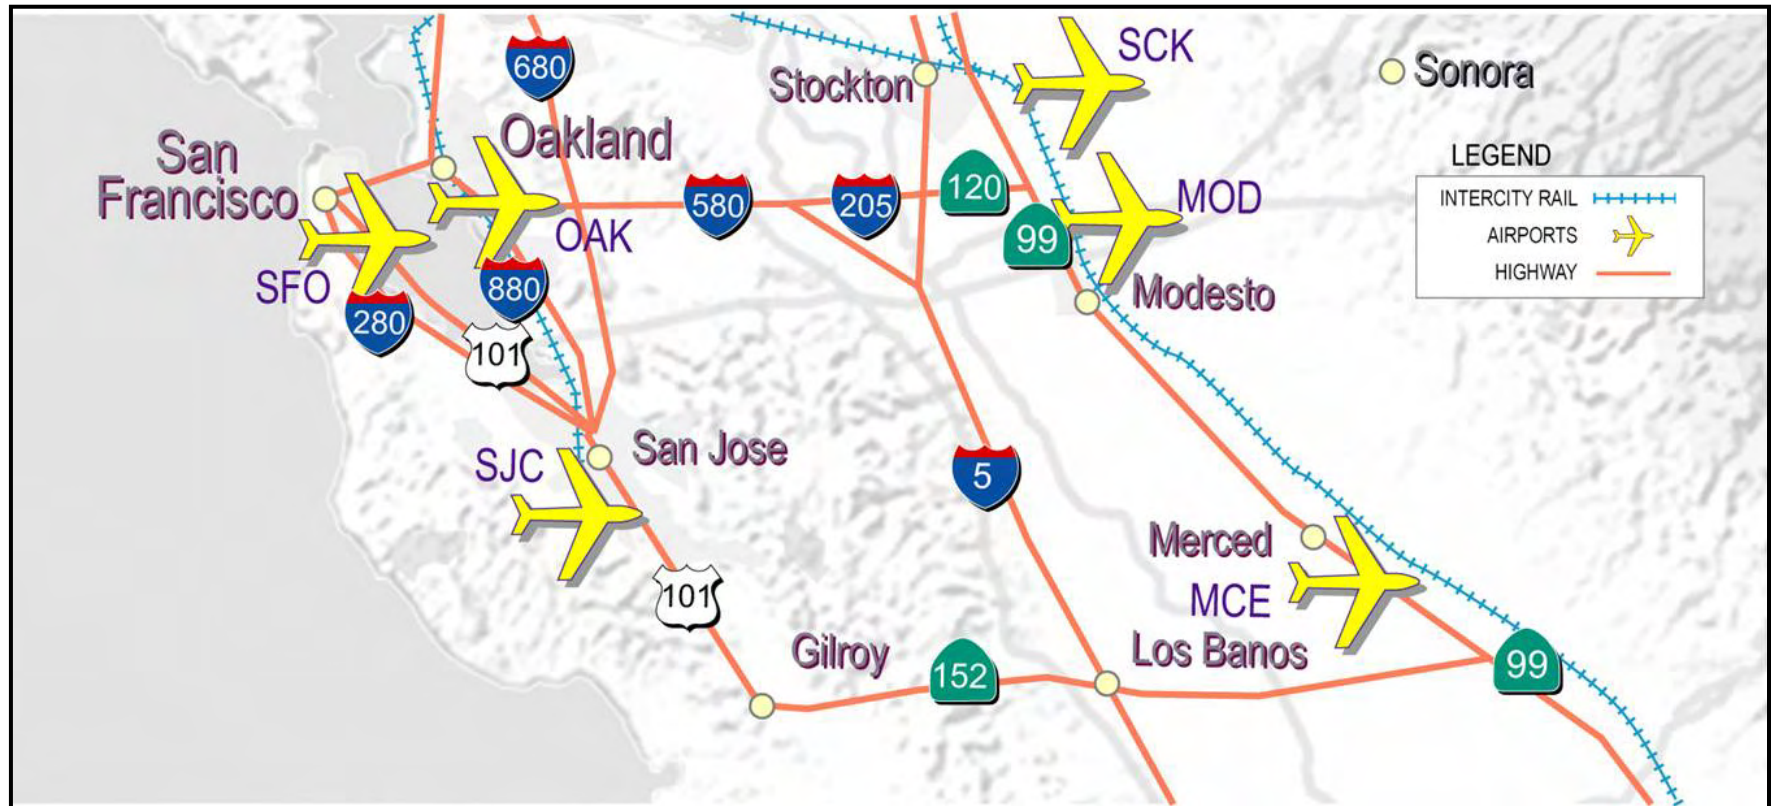 680
SCK
Stockton
Sonora
Oakland
San
Francisco
LEGEND
INTERCITY RAIL
AIRPORTS
HIGHWAY
580
205
120
MOD
OAK
99
SFO
880
280
Modesto
101
San Jose
SJC
5
Merced
MCE
101
Gilroy
152
Los Banos
99